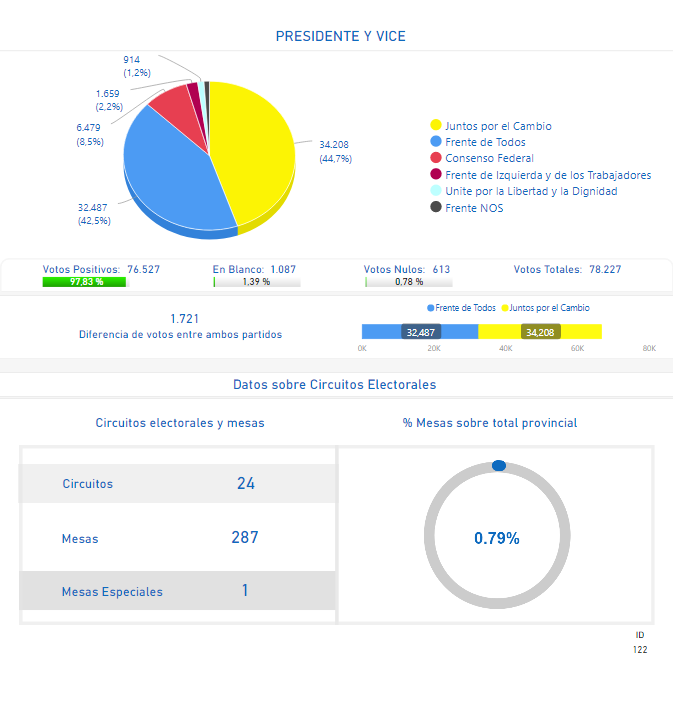 PRESIDENTE Y VICE
914
(1,2%)
1.659
(2,2%)
6.479
(8,5%)
32.487
(42,5%)
34.208
(44,7%)
Juntos por el Cambio
Frente de Todos
Consenso Federal
Frente de Izquierda y de los Trabajadores
Unite por la Libertad y la Dignidad
Frente NOS
Votos Positivos: 76.527
97,83 %
En Blanco: 1.087
1,39 %
Votos Nulos: 613
0,78 %
Votos Totales: 78.227
1.721
Diferencia de votos entre ambos partidos
Frente de Todos Juntos por el Cambio
32,487 34,208
0K 20K 40K 60K 80K
Datos sobre Circuitos Electorales
Circuitos electorales y mesas
Circuitos 24
Mesas 287
Mesas Especiales 1
% Mesas sobre total provincial
0.79%
ID
122